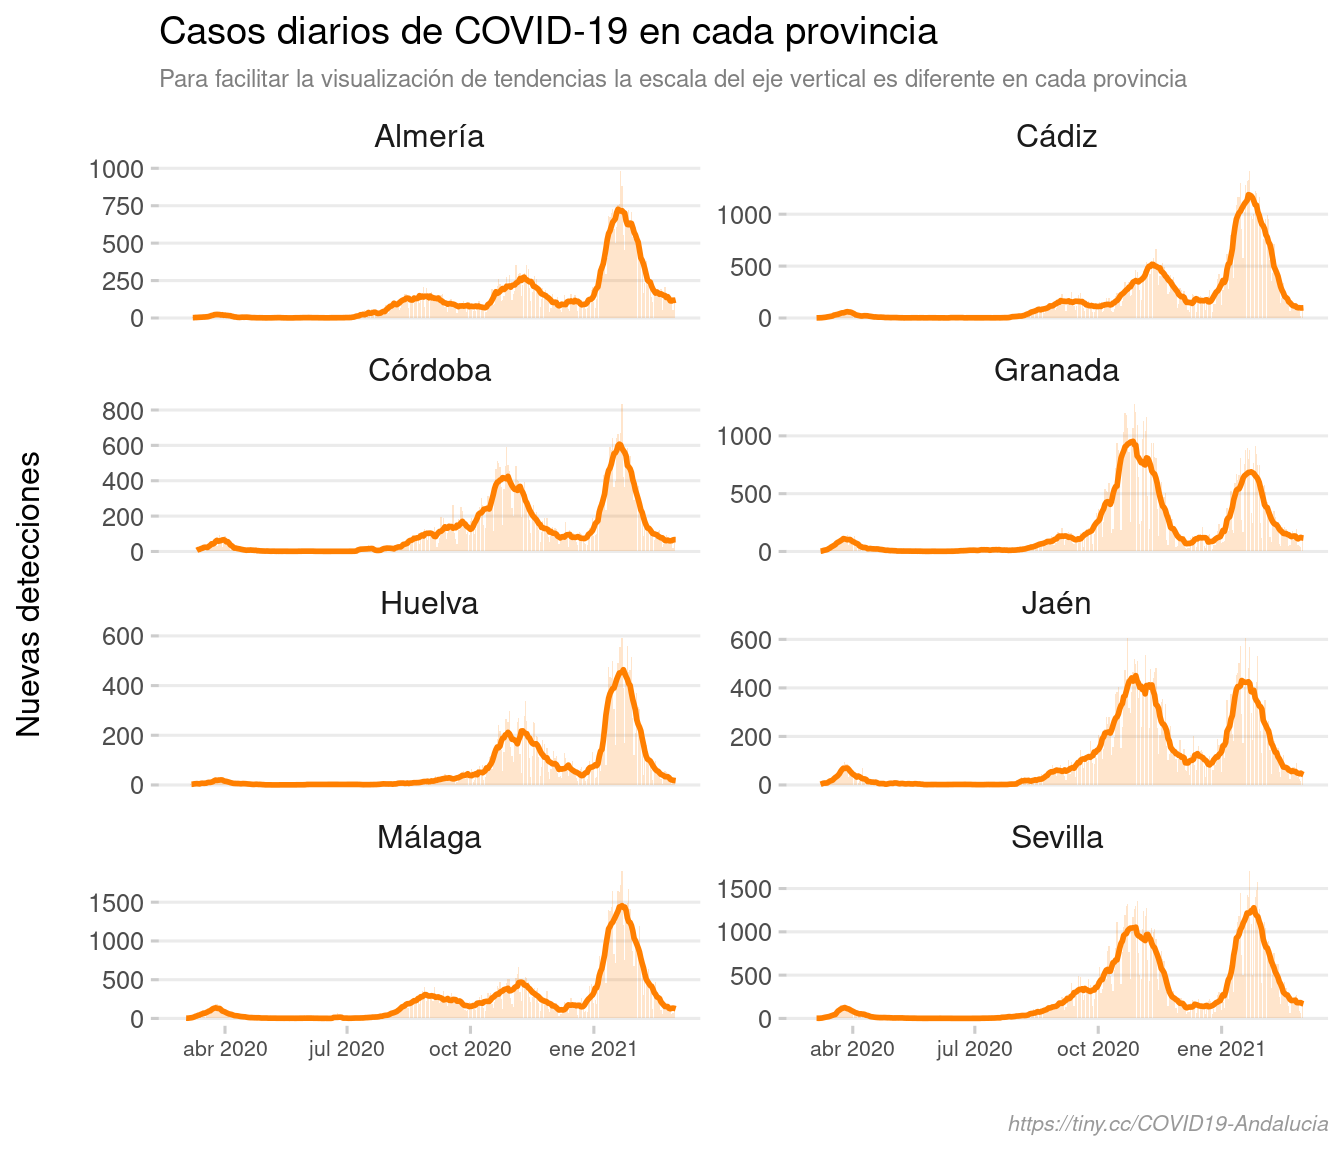 Casos diarios de COVID-19 en cada provincia
Para facilitar la visualización de tendencias la escala del eje vertical es diferente en cada provincia
Nuevas detecciones
Almería
1000
750
500
250
0
Cádiz
1000
500
0
Córdoba
800
600
400
200
0
Granada
1000
500
0
Huelva
600
400
200
0
Jaén
600
400
200
0
Málaga
1500
1000
500
0
abr 2020 jul 2020 oct 2020 ene 2021
Sevilla
1500
1000
500
0
abr 2020 jul 2020 oct 2020 ene 2021
https://tiny.cc/COVID19-Andalucia